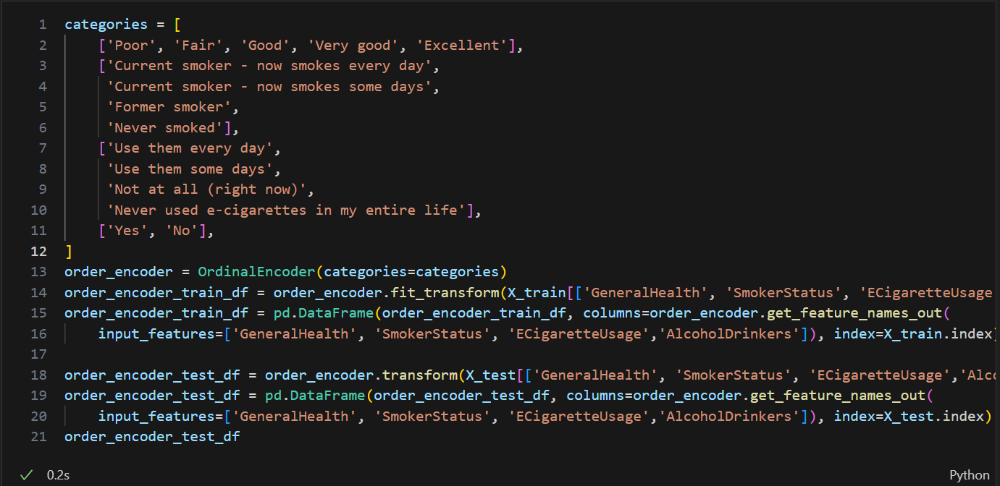 1 categories = [
2 ['Poor', 'Fair', 'Good', 'Very good', 'Excellent'],
3 ['Current smoker - now smokes every day',
4 'Current smoker - now smokes some days',
5 'Former smoker',
6 'Never smoked'],
7 ['Use them every day',
8 'Use them some days',
9 'Not at all (right now)',
10 'Never used e-cigarettes in my entire life'],
11 ['Yes', 'No'],
12 ]
13 order_encoder = OrdinalEncoder(categories=categories)
14 order_encoder_train_df = order_encoder.fit_transform(X_train[['GeneralHealth', 'SmokerStatus', 'ECigaretteUsage
15 order_encoder_train_df = pd.DataFrame(order_encoder_train_df, columns=order_encoder.get_feature_names_out(
16 input_features=['GeneralHealth', 'SmokerStatus', 'ECigaretteUsage','AlcoholDrinkers']), index=X_train.index)
17
18 order_encoder_test_df = order_encoder.transform(X_test[['GeneralHealth', 'SmokerStatus', 'ECigaretteUsage','Alco
19 order_encoder_test_df = pd.DataFrame(order_encoder_test_df, columns=order_encoder.get_feature_names_out(
20 input_features=['GeneralHealth', 'SmokerStatus', 'ECigaretteUsage','AlcoholDrinkers']), index=X_test.index)
21 order_encoder_test_df
0.2s Python